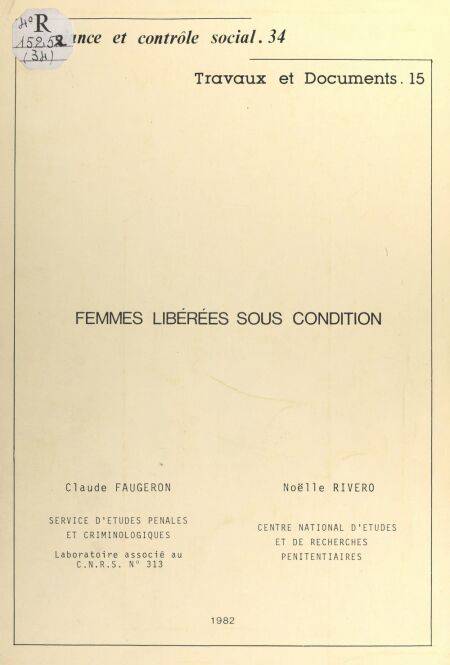 4° R
15252
(34)
et contrôle social. 34
Travaux et Documents. 15
FEMMES LIBÉRÉES SOUS CONDITION
Claude FAUGERON
SERVICE D'ETUDES PENALES
ET CRIMINOLOGIQUES
Laboratoire associé au
C.N.R.S. N° 313
Noëlle RIVERO
CENTRE NATIONAL D'ETUDES
ET DE RECHERCHES
PENITENTIAIRES
1982